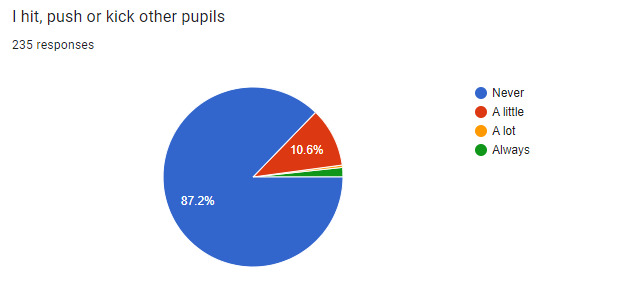 I hit, push or kick other pupils
235 responses
Never
A little
A lot
Always
10.6%
87.2%